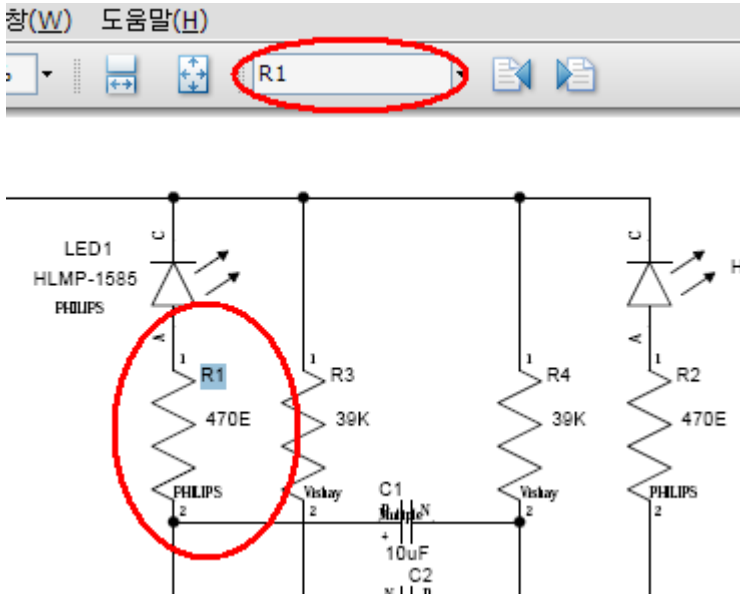 창(W) 도움말(H)
R1
C
C
LED1
HLMP-1585
PHILIPS
H
A
A
1
1
1
1
R1
R3
R4
R2
470E
39K
39K
470E
PHILIPS
Vishay
C1
Vishay
PHILIPS
2
2
N
2
2
+
10uF
C2